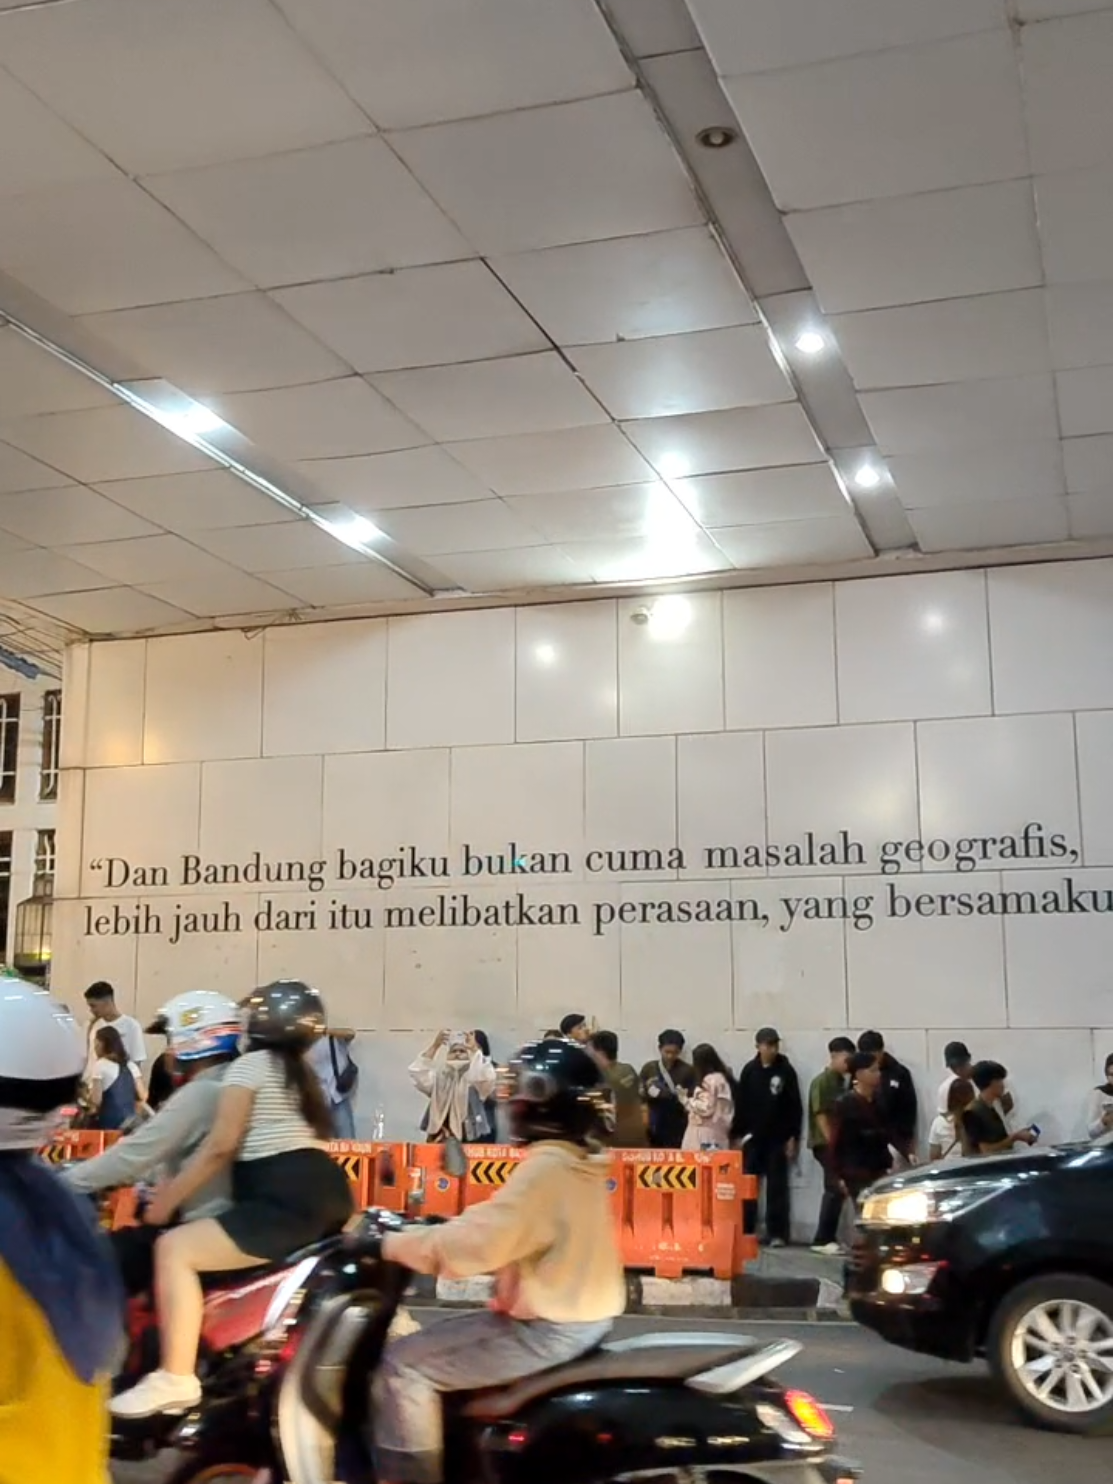 “Dan Bandung bagiku bukan cuma masalah geografis,
lebih jauh dari itu melibatkan perasaan, yang bersamaku